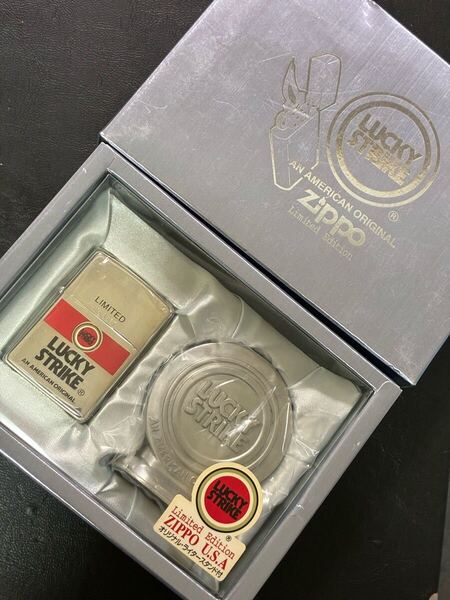 LUCKY
STRIKE
®
AN AMERICAN ORIGINAL
zippo
Limited Edition
LIMITED
LUCKY
STRIKE
AN AMERICAN ORIGINAL ®
LUCKY
STRIKE
LUCKY
STRIKE
®
Limited Edition
ZIPPO U.S.A
オリジナル・ライタースタンド付